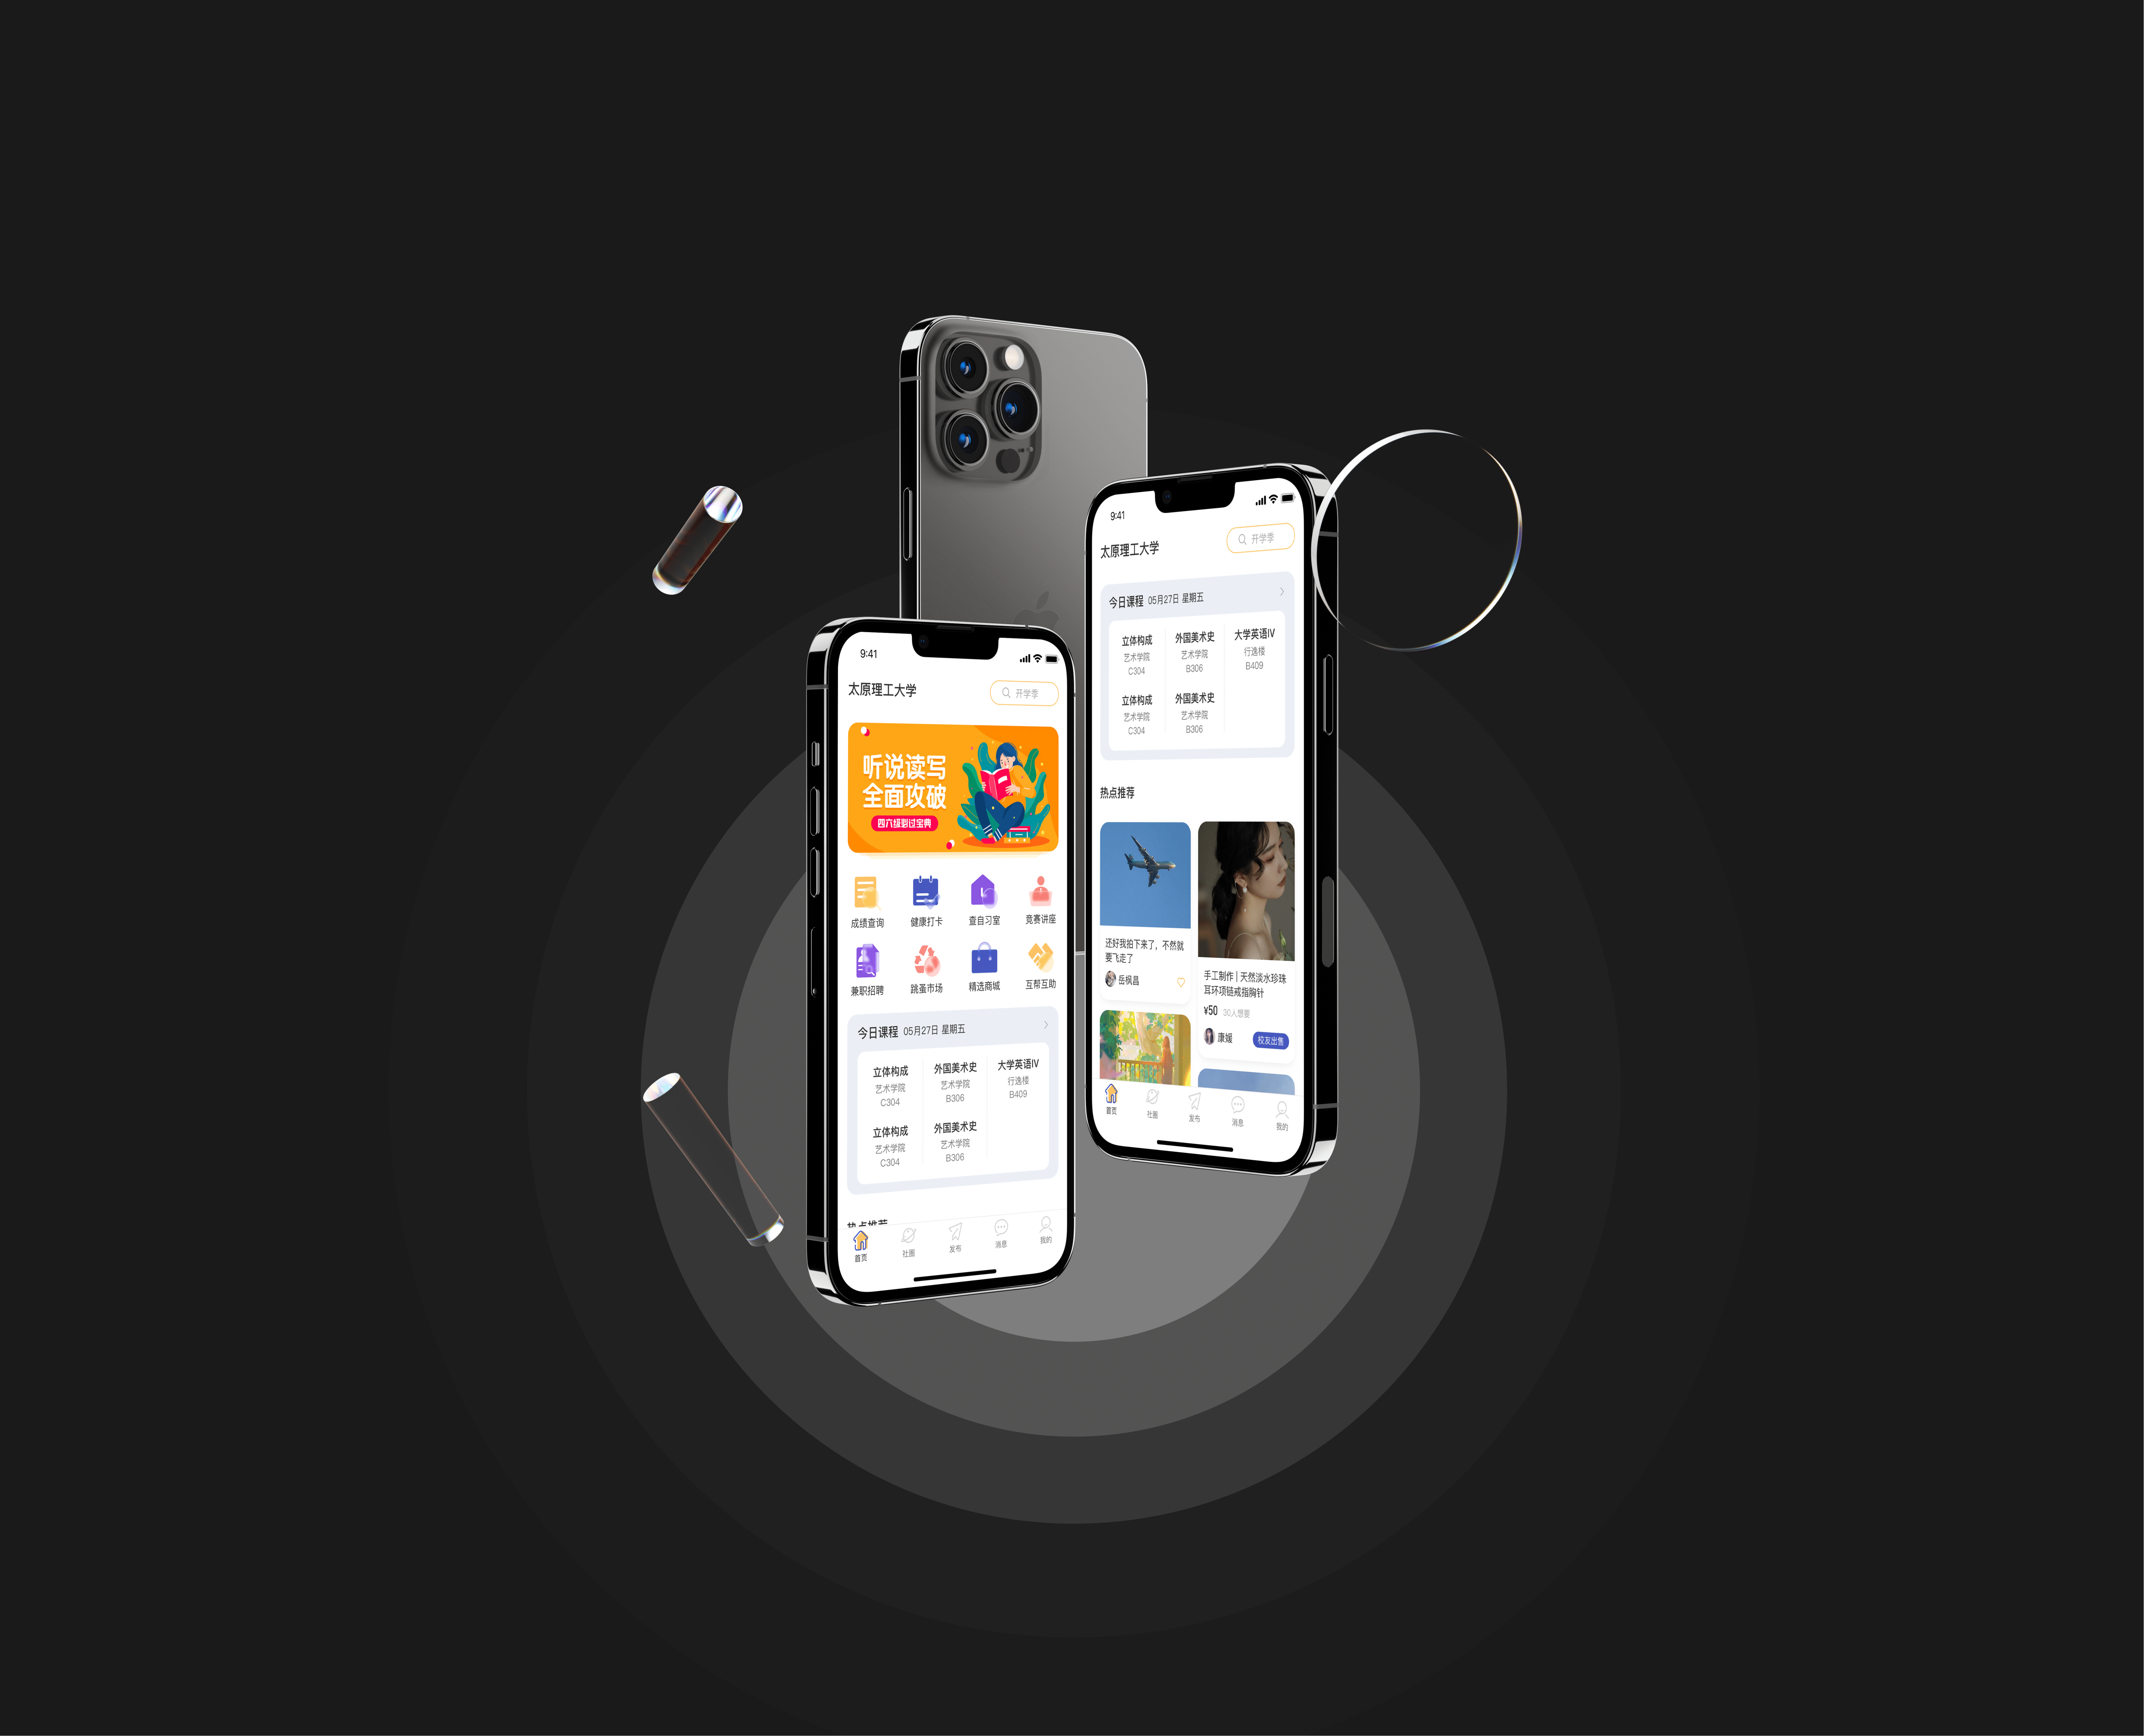 9:41
太原理工大学
开学季
听说读写
全面攻破
四六级必过宝典
成绩查询
健康打卡
查自习室
竞赛讲座
兼职招聘
跳蚤市场
精选商城
互帮互助
今日课程 05月27日 星期五
立体构成
艺术学院
C304
外国美术史
艺术学院
B306
大学英语IV
行逸楼
B409
立体构成
艺术学院
C304
外国美术史
艺术学院
B306
热点推荐
首页
社圈
发布
消息
我的
9:41
太原理工大学
开学季
今日课程 05月27日 星期五
立体构成
艺术学院
C304
外国美术史
艺术学院
B306
大学英语IV
行逸楼
B409
立体构成
艺术学院
C304
外国美术史
艺术学院
B306
热点推荐
还好我拍下来了，不然就
要飞走了
岳枫昌
手工制作 | 天然淡水珍珠
耳环项链戒指胸针
¥50 30人想要
康媛
校友出售
首页
社圈
发布
消息
我的